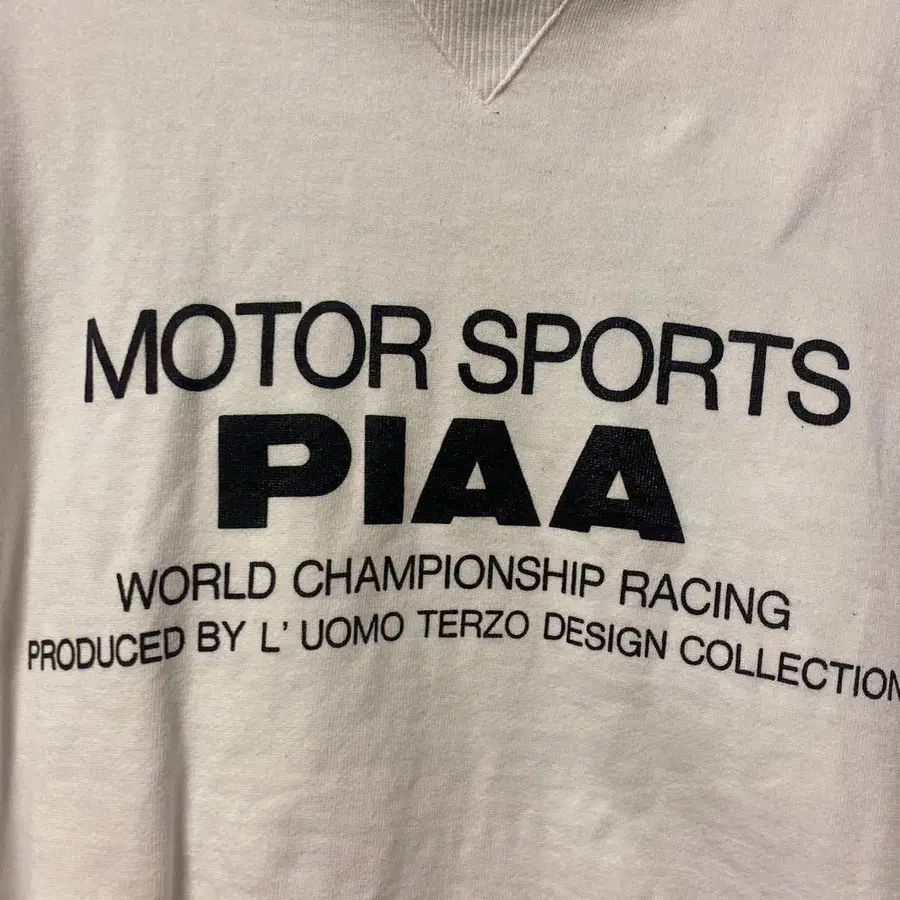 MOTOR SPORTS
PIAA
WORLD CHAMPIONSHIP RACING
PRODUCED BY L' UOMO TERZO DESIGN COLLECTION